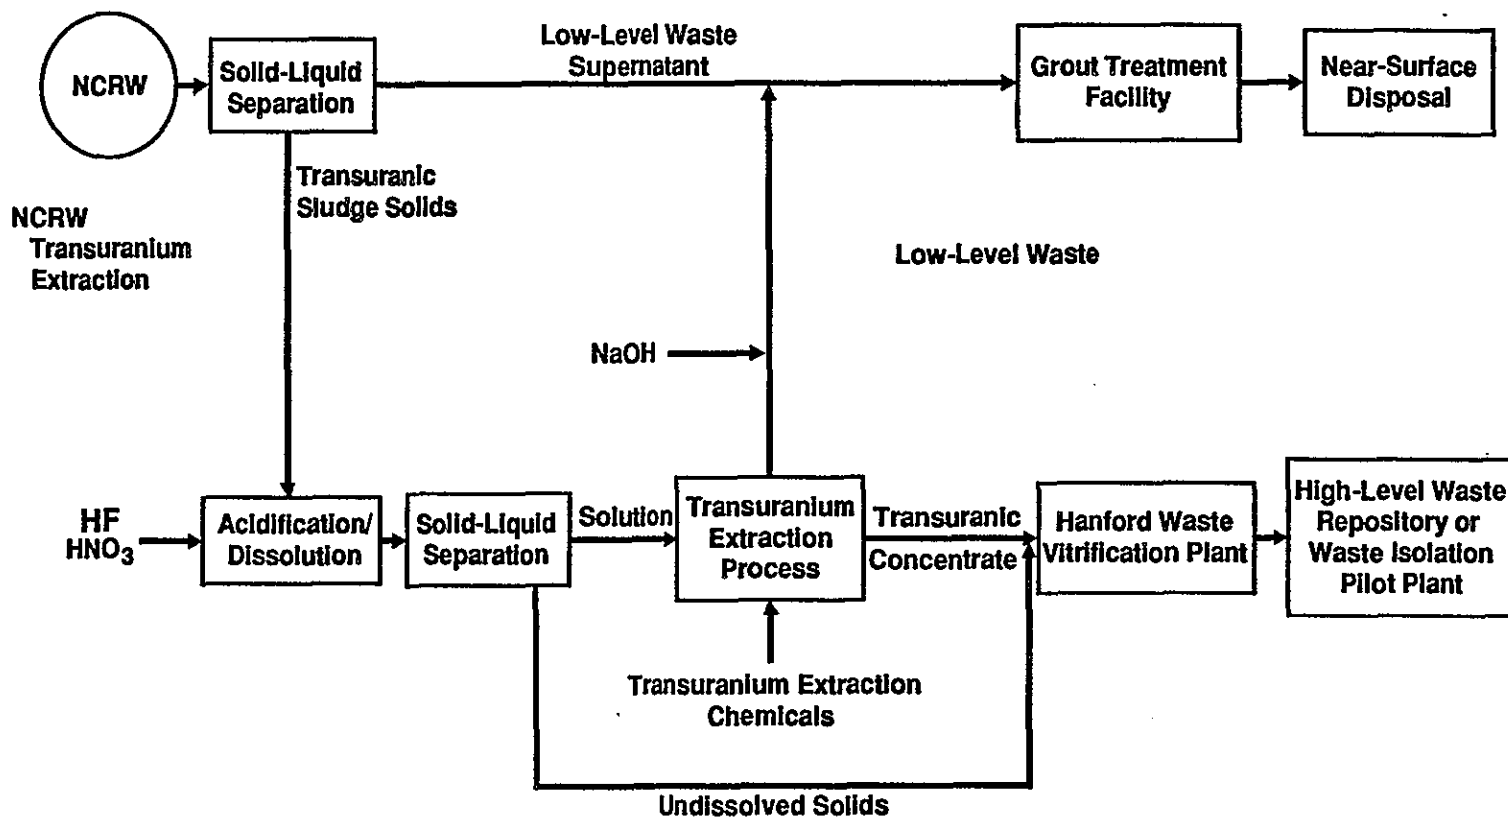 Low-Level Waste
Supernatant
NCRW
Solid-Liquid
Separation
Grout Treatment
Facility
Near-Surface
Disposal
Transuranic
Sludge Solids
NCRW
Transuranium
Extraction
Low-Level Waste
NaOH
HF
HNO₃
Acidification/
Dissolution
Solid-Liquid
Separation
Solution
Transuranium
Extraction
Process
Transuranic
Concentrate
Hanford Waste
Vitrification Plant
High-Level Waste
Repository or
Waste Isolation
Pilot Plant
Transuranium Extraction
Chemicals
Undissolved Solids